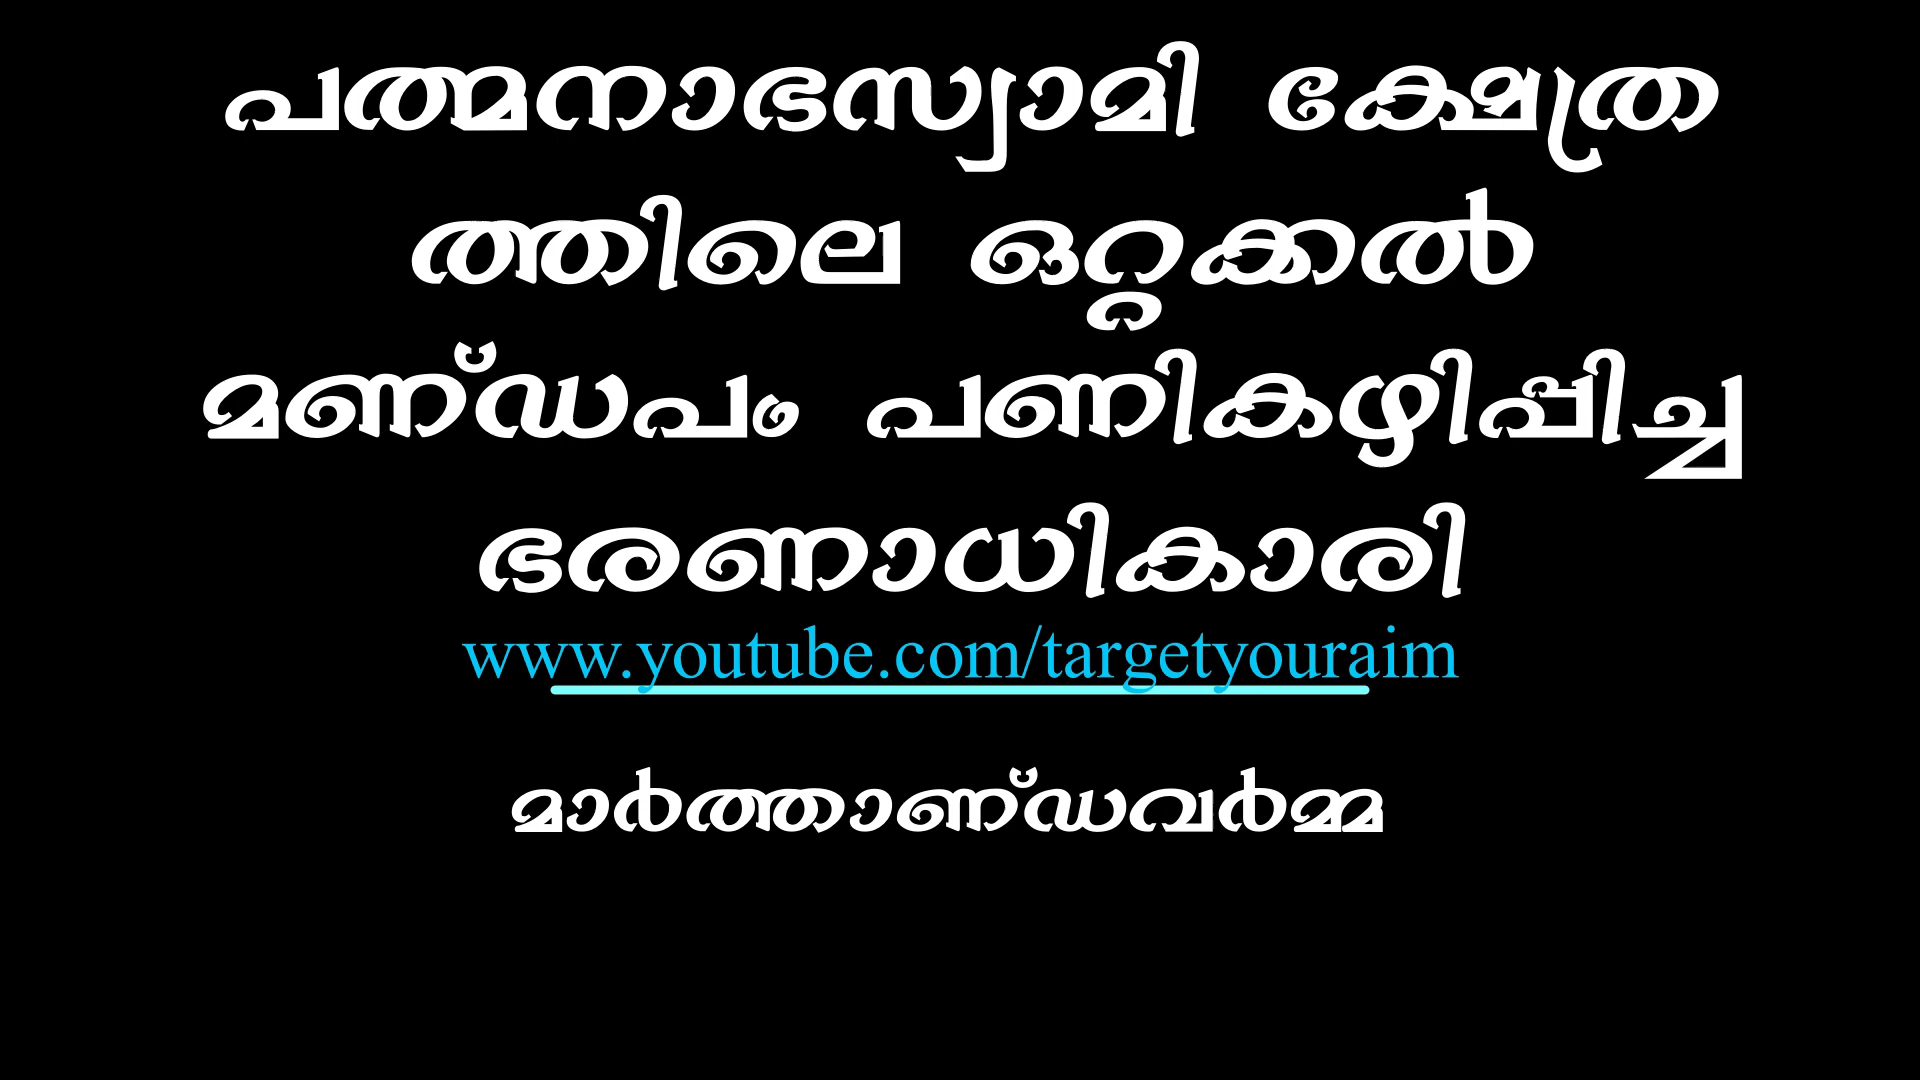 പത്മനാഭസ്വാമി ക്ഷേത്ര
ത്തിലെ ഒറ്റക്കൽ
മണ്ഡപം പണികഴിപ്പിച്ച
ഭരണാധികാരി
www.youtube.com/targetyouraim
മാർത്താണ്ഡവർമ്മ